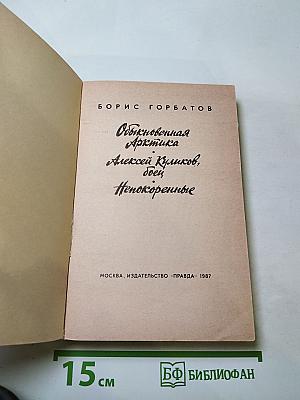 БОРИС ГОРБАТОВ
Обыкновенная
Арктика
•
Алексей Куликов,
боец
•
Непокоренные
МОСКВА. ИЗДАТЕЛЬСТВО «ПРАВДА» 1987
15 см
БФ БИБЛИОФАН